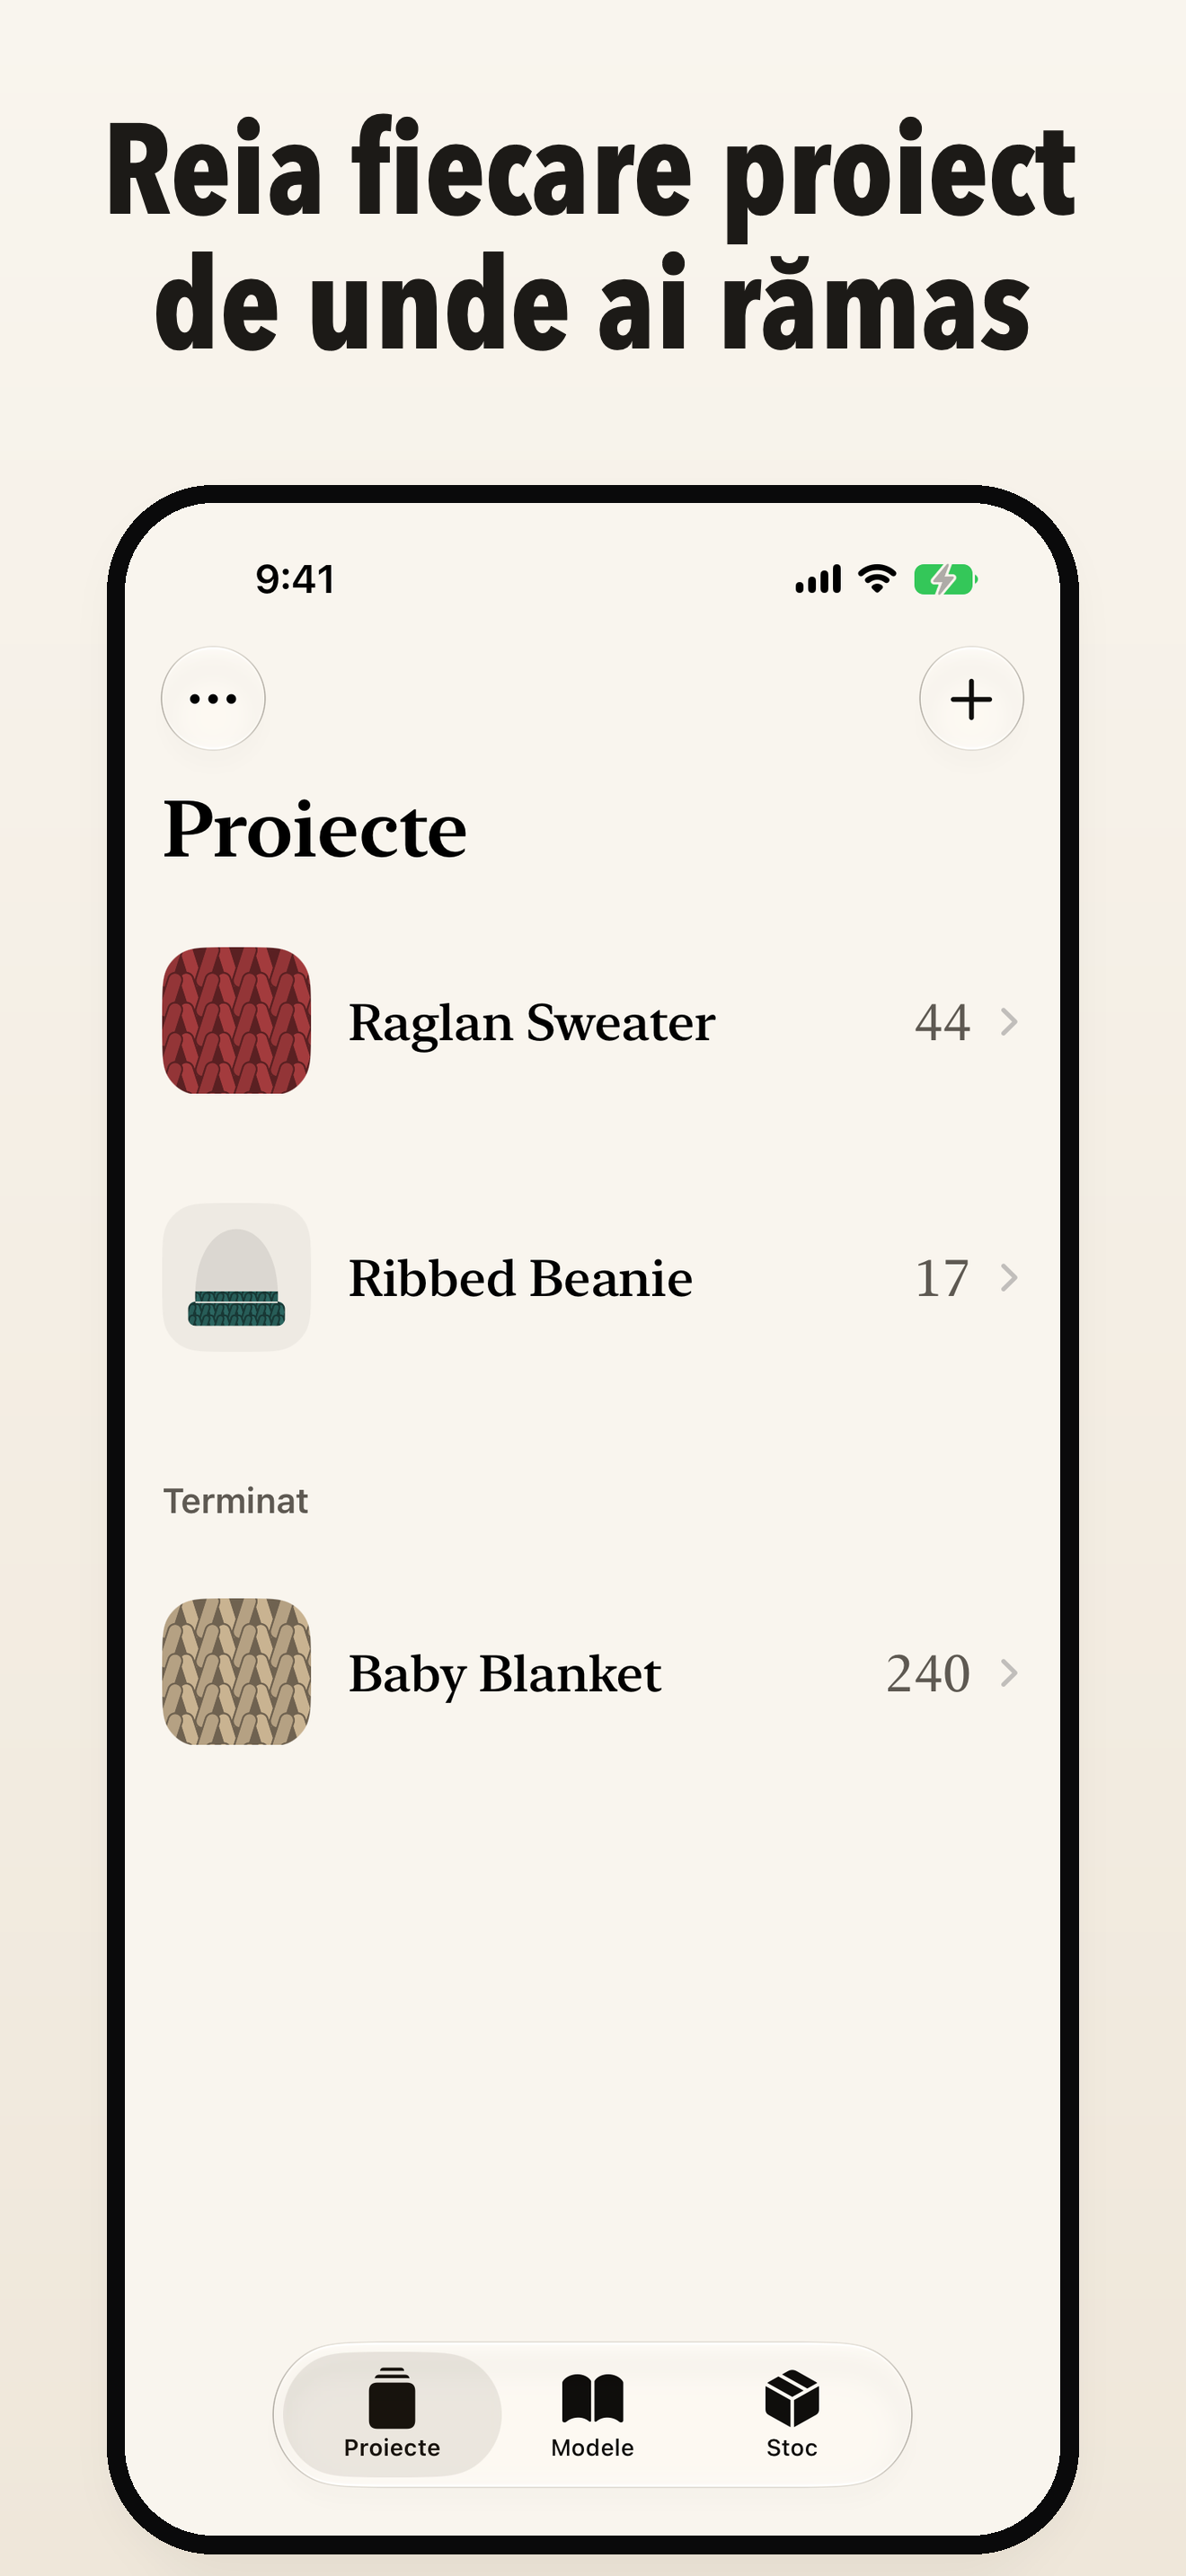 Reia fiecare proiect
de unde ai rămas
9:41
Proiecte
Raglan Sweater 44
Ribbed Beanie 17
Terminat
Baby Blanket 240
Proiecte Modele Stoc